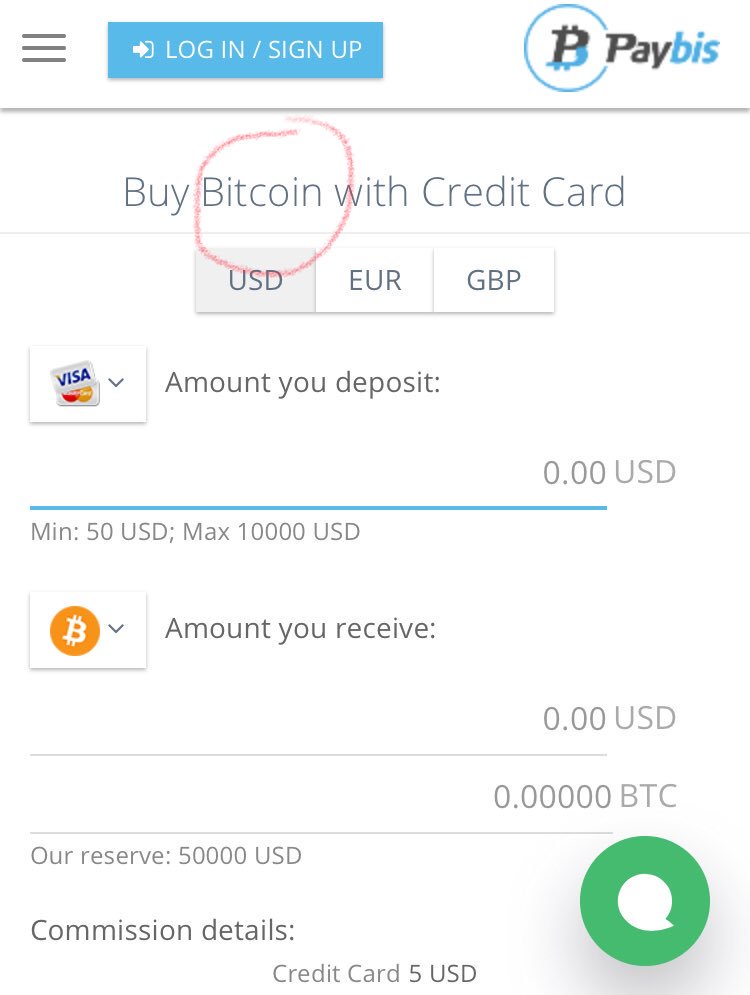 LOG IN / SIGN UP
Paybis
Buy Bitcoin with Credit Card
USD EUR GBP
VISA Amount you deposit:
0.00 USD
Min: 50 USD; Max 10000 USD
Amount you receive:
0.00 USD
0.00000 BTC
Our reserve: 50000 USD
Commission details:
Credit Card 5 USD